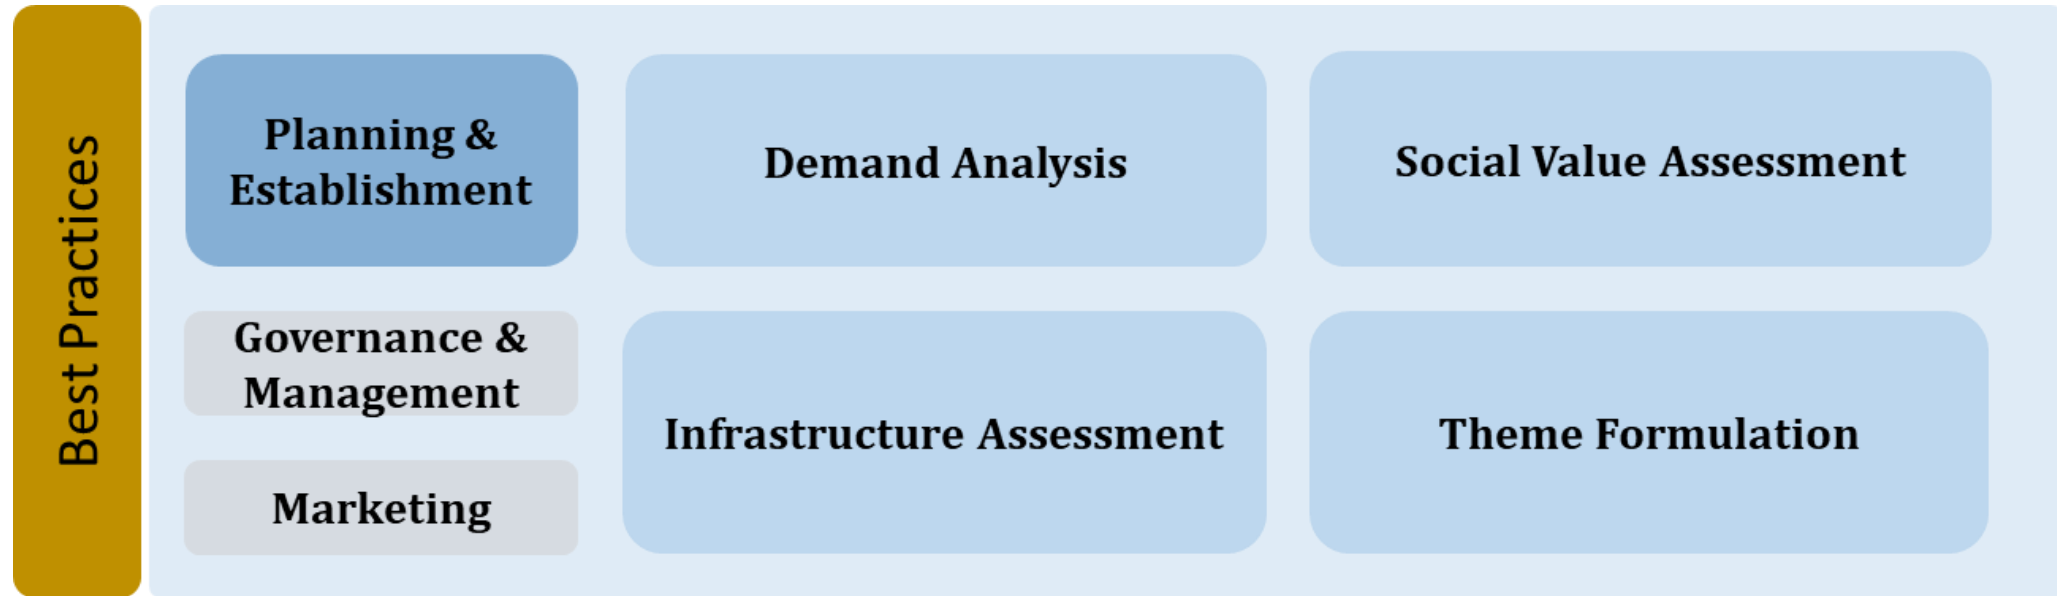 Best Practices
Planning &
Establishment
Demand Analysis
Social Value Assessment
Governance &
Management
Marketing
Infrastructure Assessment
Theme Formulation